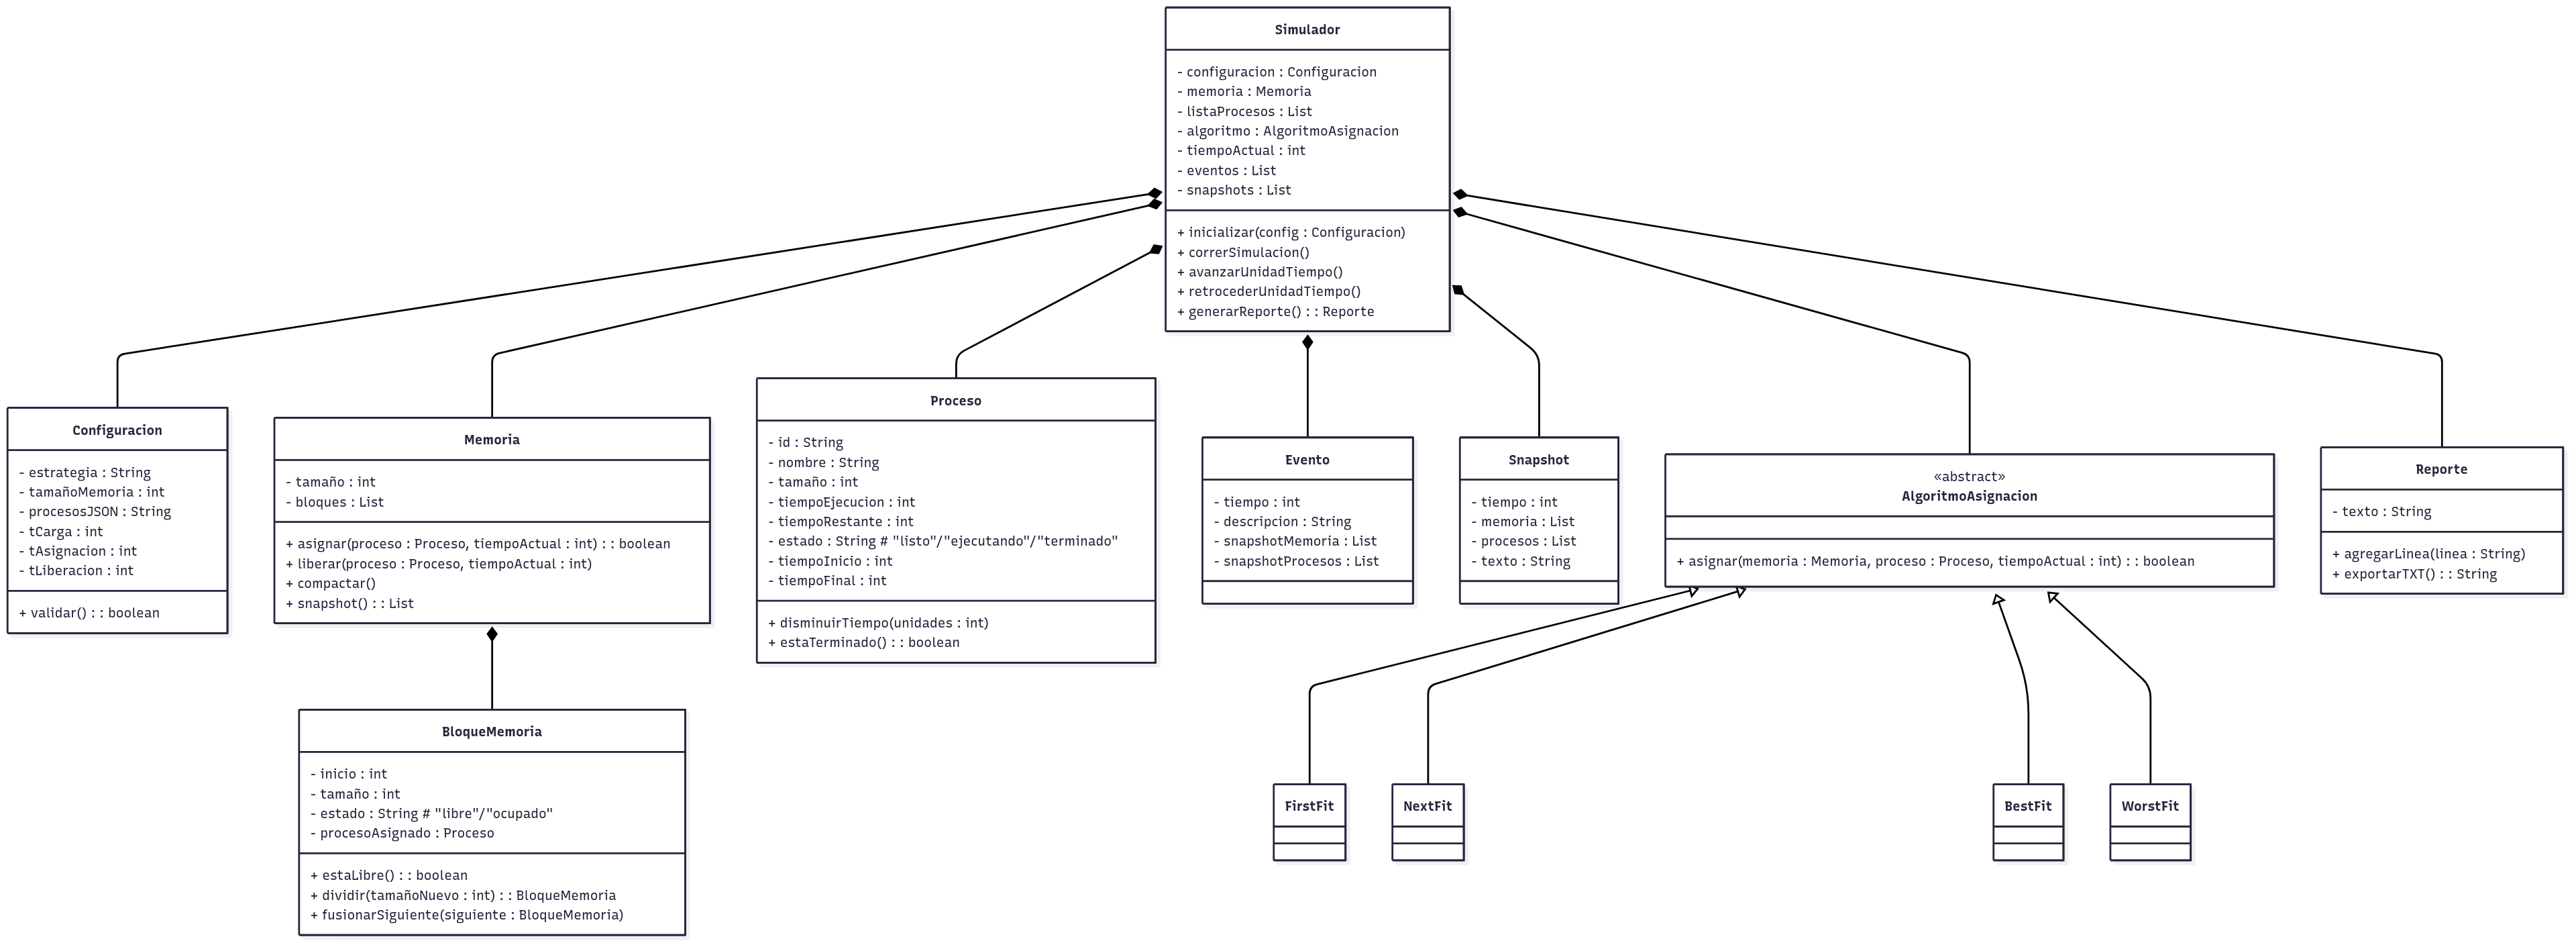 Simulador
- configuracion : Configuracion
- memoria : Memoria
- listaProcesos : List
- algoritmo : AlgoritmoAsignacion
- tiempoActual : int
- eventos : List
- snapshots : List
+ inicializar(config : Configuracion)
+ correrSimulacion()
+ avanzarUnidadTiempo()
+ retrocederUnidadTiempo()
+ generarReporte() : : Reporte
Configuracion
- estrategia : String
- tamañoMemoria : int
- procesosJSON : String
- tCarga : int
- tAsignacion : int
- tLiberacion : int
+ validar() : : boolean
Memoria
- tamaño : int
- bloques : List
+ asignar(proceso : Proceso, tiempoActual : int) : : boolean
+ liberar(proceso : Proceso, tiempoActual : int)
+ compactar()
+ snapshot() : : List
Proceso
- id : String
- nombre : String
- tamaño : int
- tiempoEjecucion : int
- tiempoRestante : int
- estado : String # "listo"/"ejecutando"/"terminado"
- tiempoInicio : int
- tiempoFinal : int
+ disminuirTiempo(unidades : int)
+ estaTerminado() : : boolean
Evento
- tiempo : int
- descripcion : String
- snapshotMemoria : List
- snapshotProcesos : List
Snapshot
- tiempo : int
- memoria : List
- procesos : List
- texto : String
«abstract»
AlgoritmoAsignacion
+ asignar(memoria : Memoria, proceso : Proceso, tiempoActual : int) : : boolean
Reporte
- texto : String
+ agregarLinea(linea : String)
+ exportarTXT() : : String
BloqueMemoria
- inicio : int
- tamaño : int
- estado : String # "libre"/"ocupado"
- procesoAsignado : Proceso
+ estaLibre() : : boolean
+ dividir(tamañoNuevo : int) : : BloqueMemoria
+ fusionarSiguiente(siguiente : BloqueMemoria)
FirstFit
NextFit
BestFit
WorstFit